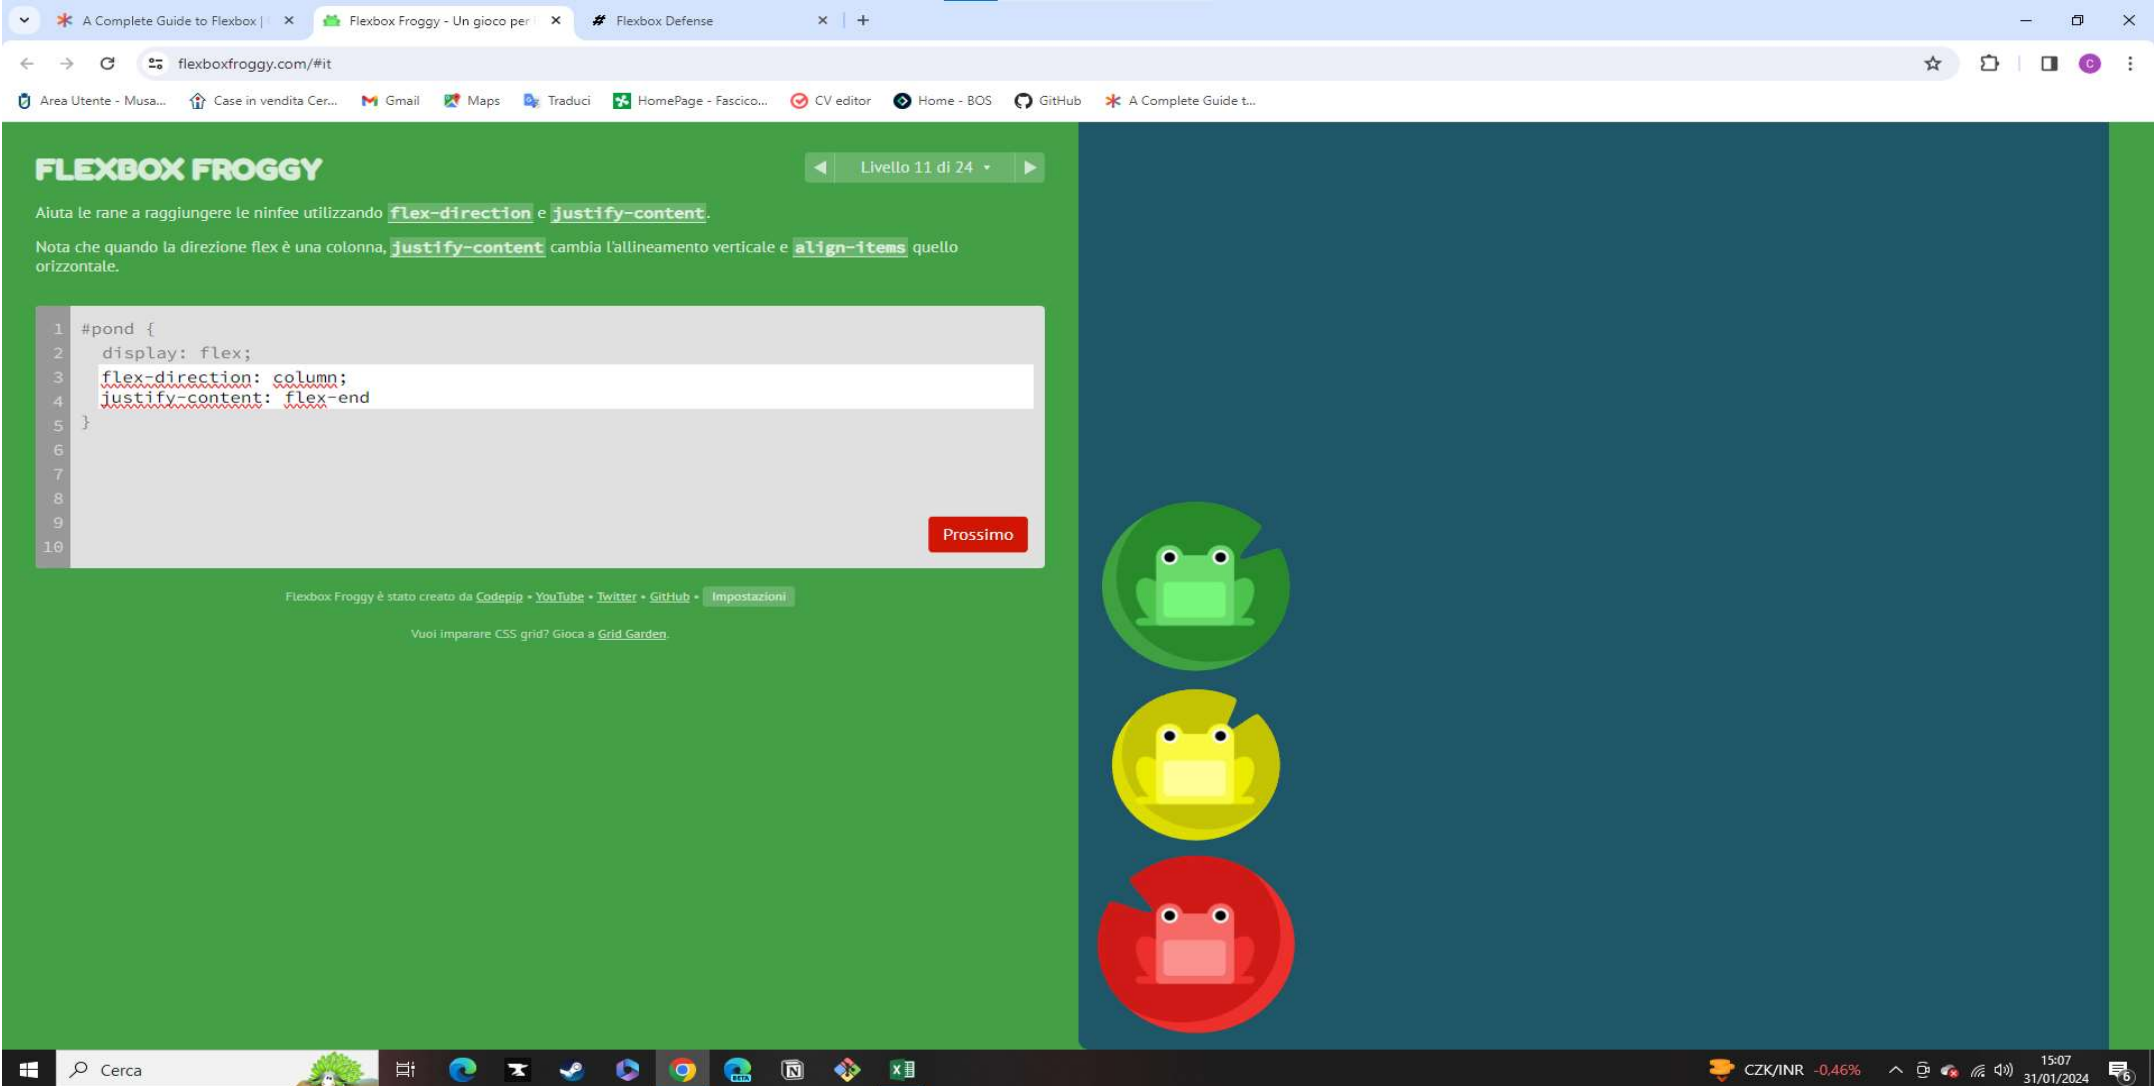 A Complete Guide to Flexbox |
Flexbox Froggy - Un gioco per
Flexbox Defense
flexboxfroggy.com/#it
C
Area Utente - Musa...
Case in vendita Cer...
Gmail
Maps
Traduci
HomePage - Fascico...
CV editor
Home - BOS
GitHub
A Complete Guide t...
FLEXBOX FROGGY
Livello 11 di 24
Aiuta le rane a raggiungere le ninfee utilizzando flex-direction e justify-content.
Nota che quando la direzione flex è una colonna, justify-content cambia l'allineamento verticale e align-items quello
orizzontale.
1 #pond {
2 display: flex;
3 flex-direction: column;
4 justify-content: flex-end
5 }
6
7
8
9
10
Prossimo
Flexbox Froggy è stato creato da Codepip • YouTube • Twitter • GitHub • Impostazioni
Vuoi imparare CSS grid? Gioca a Grid Garden.
Cerca
BETA
CZK/INR -0,46%
15:07
31/01/2024
6